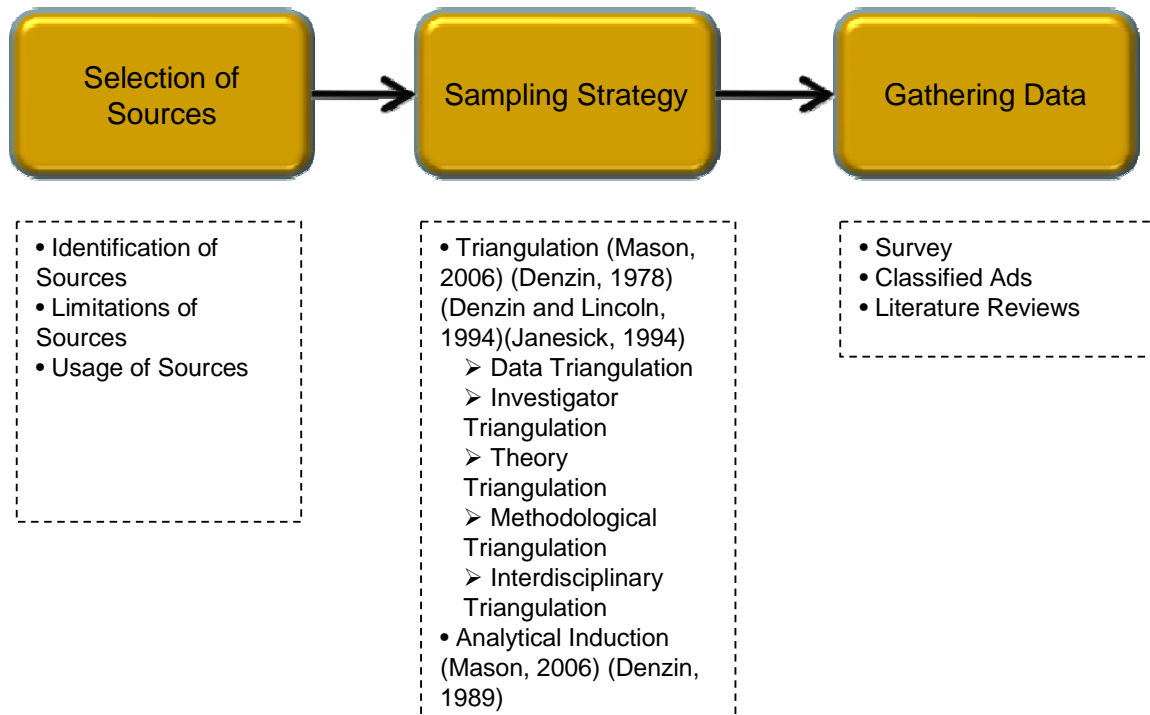 Selection of
Sources
Sampling Strategy
Gathering Data
• Identification of
Sources
• Limitations of
Sources
• Usage of Sources
• Triangulation (Mason,
2006) (Denzin, 1978)
(Denzin and Lincoln,
1994)(Janesick, 1994)
➢ Data Triangulation
➢ Investigator
Triangulation
➢ Theory
Triangulation
➢ Methodological
Triangulation
➢ Interdisciplinary
Triangulation
• Analytical Induction
(Mason, 2006) (Denzin,
1989)
• Survey
• Classified Ads
• Literature Reviews